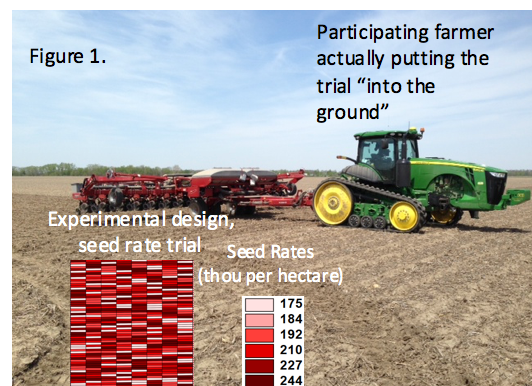 Figure 1.
Participating farmer
actually putting the
trial “into the
ground”
Experimental design,
seed rate trial
Seed Rates
(thou per hectare)
175
184
192
210
227
244